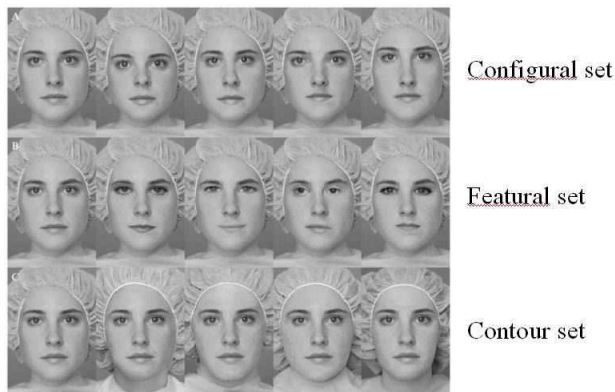 A
Configural set
B
Featural set
C
Contour set